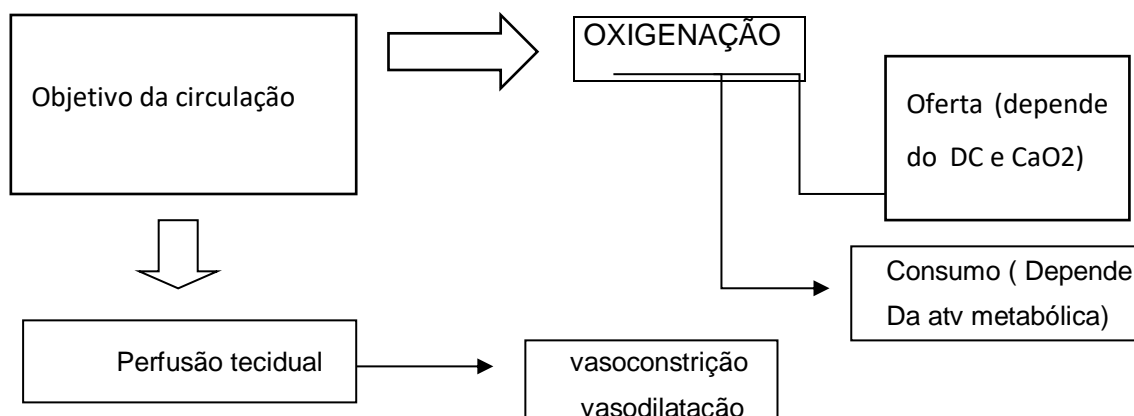 OXIGENAÇÃO
Objetivo da circulação
Oferta (depende
do DC e CaO2)
Consumo ( Depende
Da atv metabólica)
Perfusão tecidual
vasoconstrição
vasodilatação